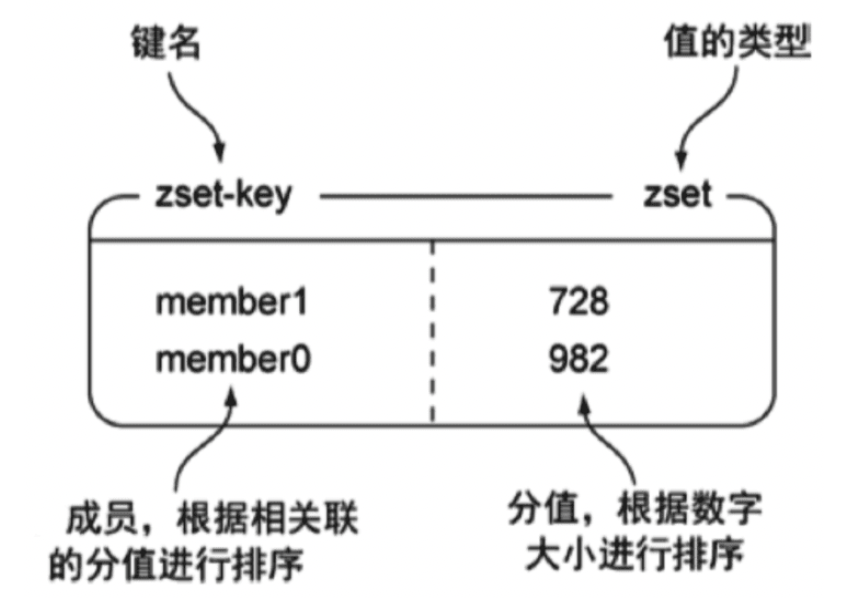 键名 值的类型
zset-key zset
member1 728
member0 982
成员，根据相关联
的分值进行排序
分值，根据数字
大小进行排序